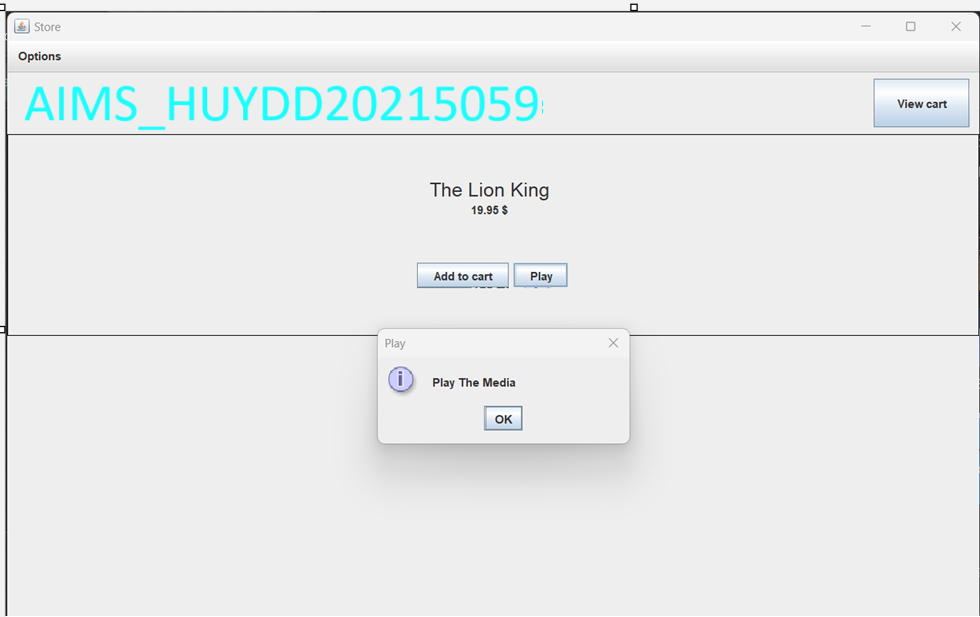 Store
Options
AIMS_HUYDD20215059
View cart
The Lion King
19.95 $
Add to cart
Play
Play
Play The Media
OK